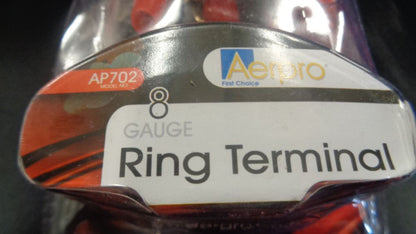 AP702
MODEL NO.
Aerpro
First Choice
8
GAUGE
Ring Terminal